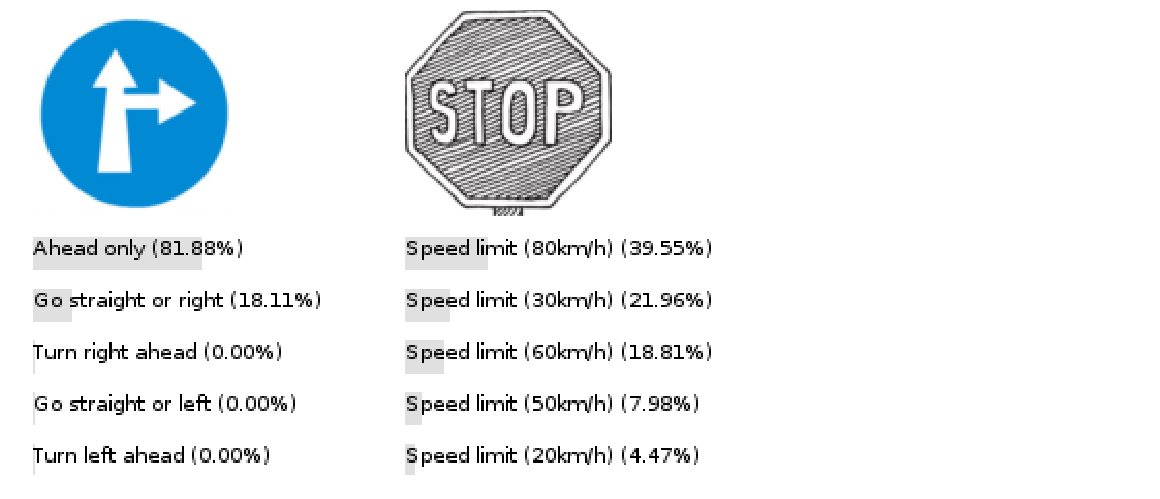 STOP
Ahead only (81.88%)
Go straight or right (18.11%)
Turn right ahead (0.00%)
Go straight or left (0.00%)
Turn left ahead (0.00%)
Speed limit (80km/h) (39.55%)
Speed limit (30km/h) (21.96%)
Speed limit (60km/h) (18.81%)
Speed limit (50km/h) (7.98%)
Speed limit (20km/h) (4.47%)